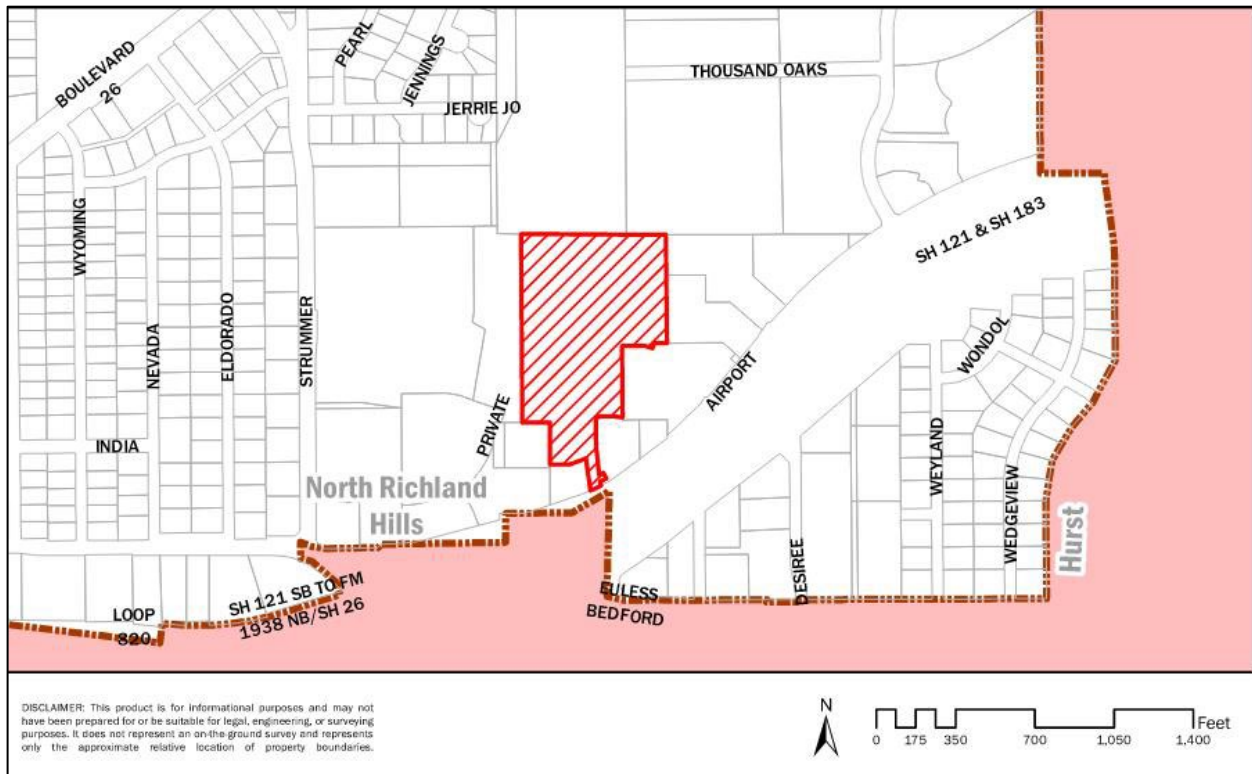 BOULEVARD
26
PEARL
JENNINGS
JERRIE JO
THOUSAND OAKS
WYOMING
NEVADA
ELDORADO
STRUMMER
INDIA
PRIVATE
AIRPORT
SH 121 & SH 183
WONDOL
WEYLAND
WEDGEVIEW
DESIREE
North Richland
Hills
Hurst
LOOP
820
SH 121 SB TO FM
1938 NB/SH 26
EULESS
BEDFORD
DISCLAIMER: This product is for informational purposes and may not
have been prepared for or be suitable for legal, engineering, or surveying
purposes. It does not represent an on-the-ground survey and represents
only the approximate relative location of property boundaries.
N
Feet
0 175 350 700 1,050 1,400